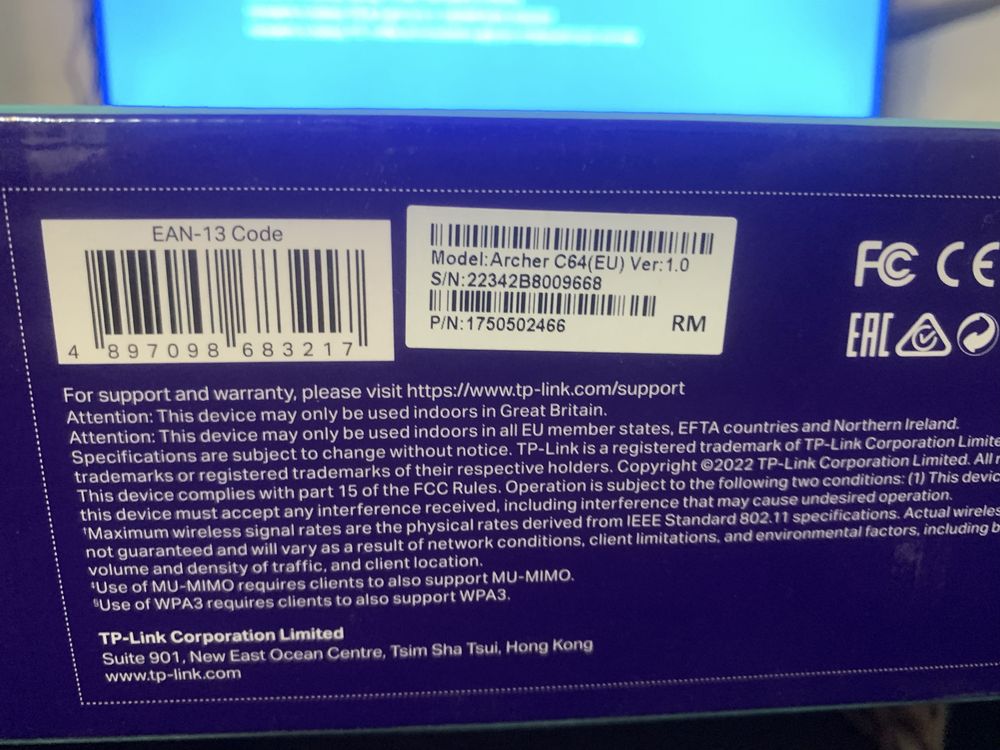 EAN-13 Code
4 897098 683217
Model:Archer C64(EU) Ver:1.0
S/N:22342B8009668
P/N:1750502466
RM
FC CE
EAC
For support and warranty, please visit https://www.tp-link.com/support
Attention: This device may only be used indoors in Great Britain.
Attention: This device may only be used indoors in all EU member states, EFTA countries and Northern Ireland.
Specifications are subject to change without notice. TP-Link is a registered trademark of TP-Link Corporation Limite
trademarks or registered trademarks of their respective holders. Copyright ©2022 TP-Link Corporation Limited. All r
This device complies with part 15 of the FCC Rules. Operation is subject to the following two conditions: (1) This devic
this device must accept any interference received, including interference that may cause undesired operation.
¹Maximum wireless signal rates are the physical rates derived from IEEE Standard 802.11 specifications. Actual wireles
not guaranteed and will vary as a result of network conditions, client limitations, and environmental factors, including b
volume and density of traffic, and client location.
⁴Use of MU-MIMO requires clients to also support MU-MIMO.
⁵Use of WPA3 requires clients to also support WPA3.
TP-Link Corporation Limited
Suite 901, New East Ocean Centre, Tsim Sha Tsui, Hong Kong
www.tp-link.com